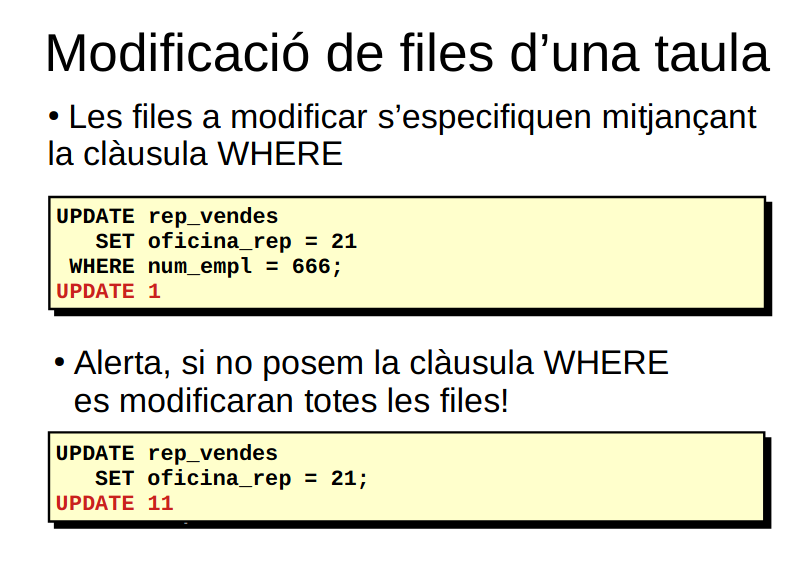 Modificació de files d’una taula
• Les files a modificar s’especifiquen mitjançant
la clàusula WHERE
UPDATE rep_vendes
   SET oficina_rep = 21
 WHERE num_empl = 666;
UPDATE 1
• Alerta, si no posem la clàusula WHERE
es modificaran totes les files!
UPDATE rep_vendes
   SET oficina_rep = 21;
UPDATE 11